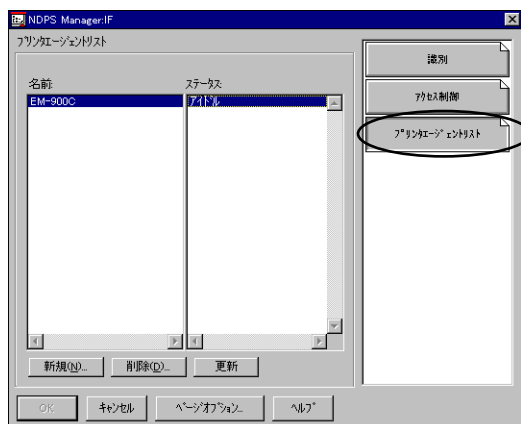 NDPS Manager:IF
プリンタエージェントリスト
名前:
ステータス:
EM-900C
アイドル
新規(N)...
削除(D)...
更新
識別
アクセス制御
プリンタエージェントリスト
OK
キャンセル
ページオプション...
ヘルプ